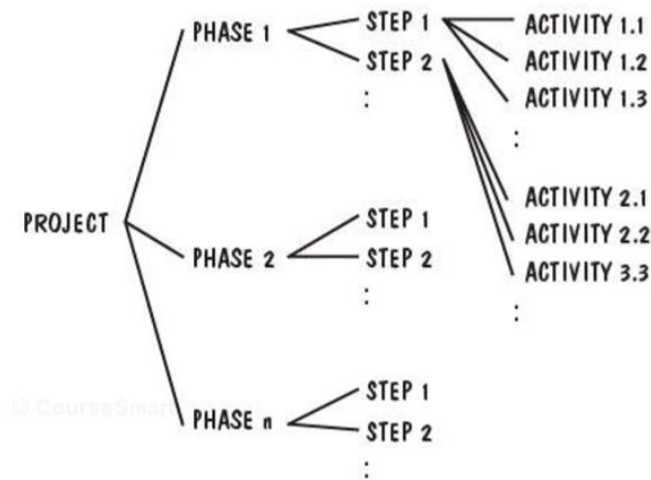 PROJECT
PHASE 1
STEP 1
ACTIVITY 1.1
ACTIVITY 1.2
ACTIVITY 1.3
:
STEP 2
ACTIVITY 2.1
ACTIVITY 2.2
ACTIVITY 3.3
:
:
PHASE 2
STEP 1
STEP 2
:
PHASE n
STEP 1
STEP 2
:
© CourseSmart